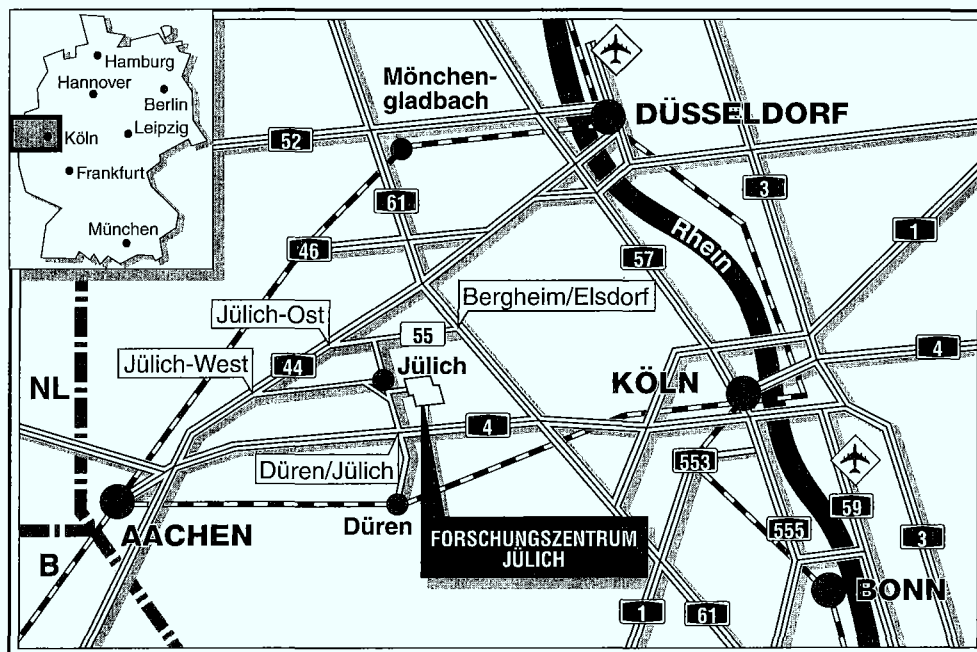 Hamburg
Hannover
Berlin
Köln
Leipzig
Frankfurt
München
Mönchen-
gladbach
DÜSSELDORF
52
61
3
1
46
57
Rhein
Bergheim/Elsdorf
Jülich-Ost
55
Jülich-West
44
Jülich
4
NL
KÖLN
4
Düren/Jülich
553
AACHEN
Düren
59
555
3
FORSCHUNGSZENTRUM
JÜLICH
B
BONN
1
61